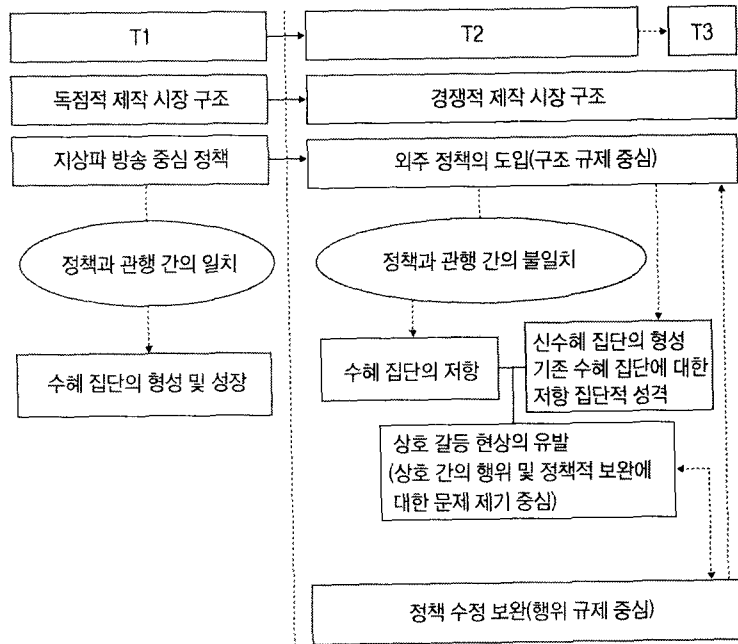 T1
T2
T3
독점적 제작 시장 구조
경쟁적 제작 시장 구조
지상파 방송 중심 정책
외주 정책의 도입(구조 규제 중심)
정책과 관행 간의 일치
정책과 관행 간의 불일치
수혜 집단의 형성 및 성장
수혜 집단의 저항
신수혜 집단의 형성
기존 수혜 집단에 대한
저항 집단적 성격
상호 갈등 현상의 유발
(상호 간의 행위 및 정책적 보완에
대한 문제 제기 중심)
정책 수정 보완(행위 규제 중심)